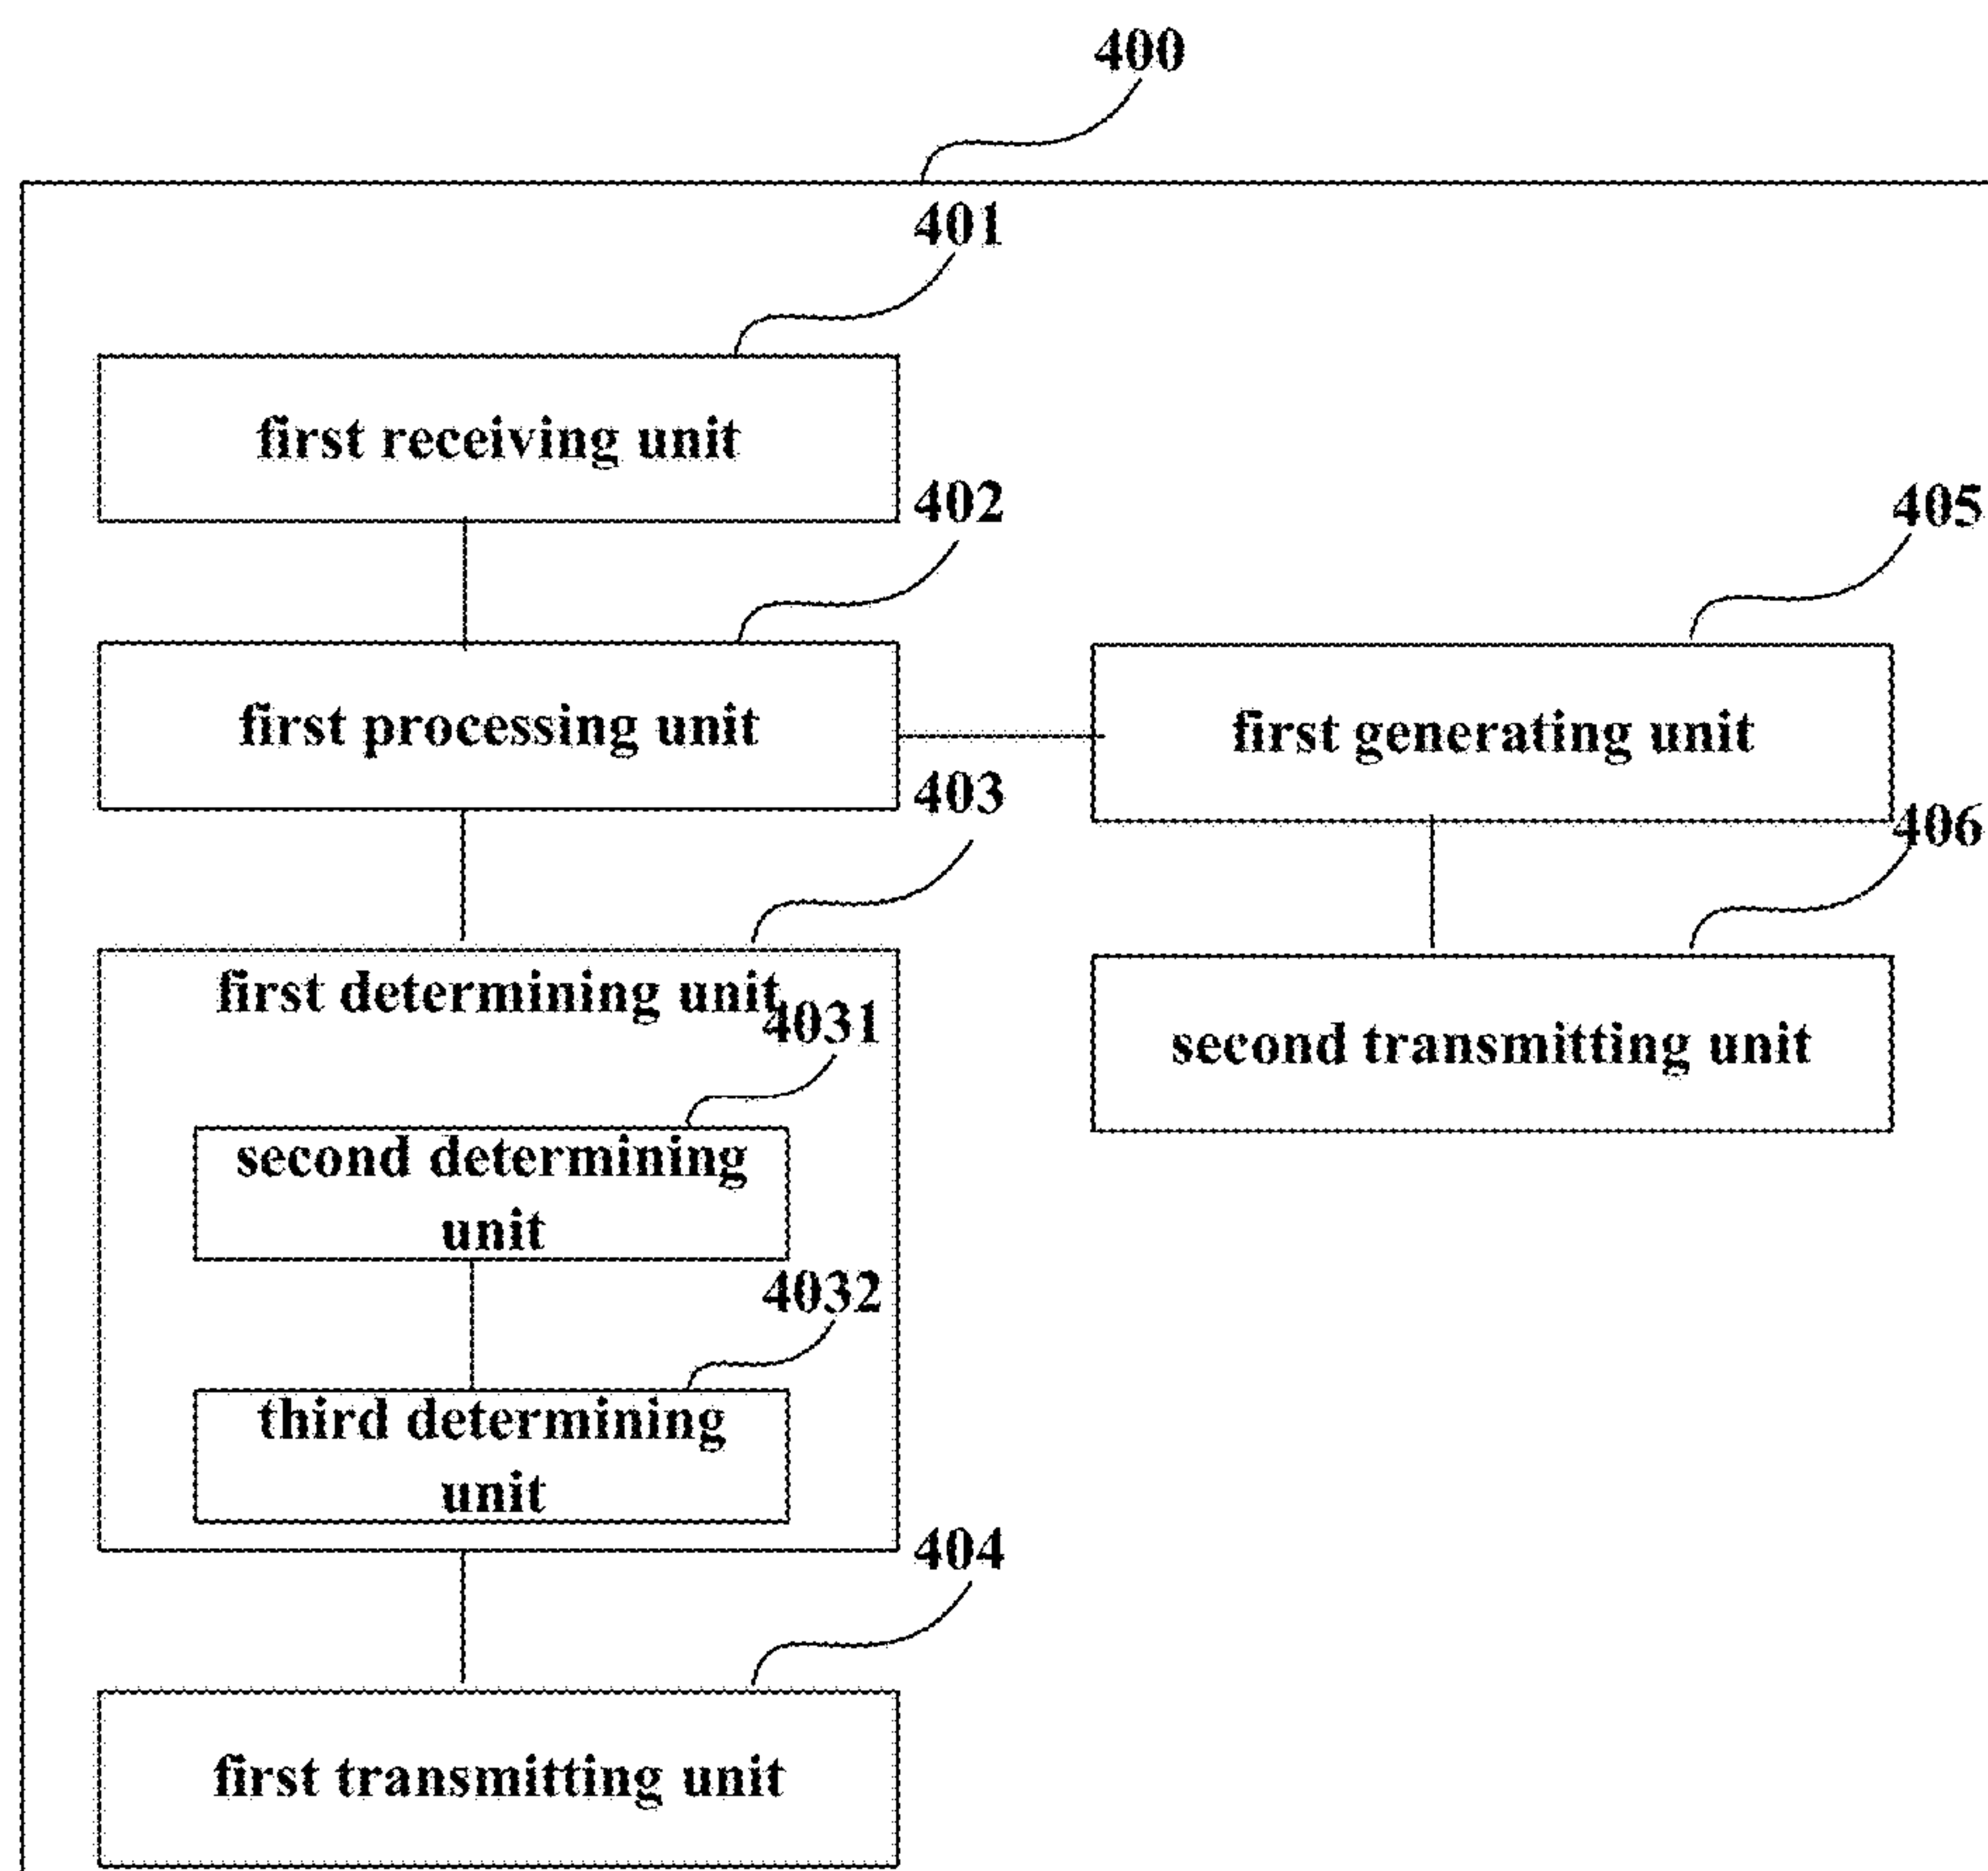 400
401
first receiving unit
402
405
first processing unit
first generating unit
403
406
first determining unit
4031
second transmitting unit
second determining
unit
4032
third determining
unit
404
first transmitting unit